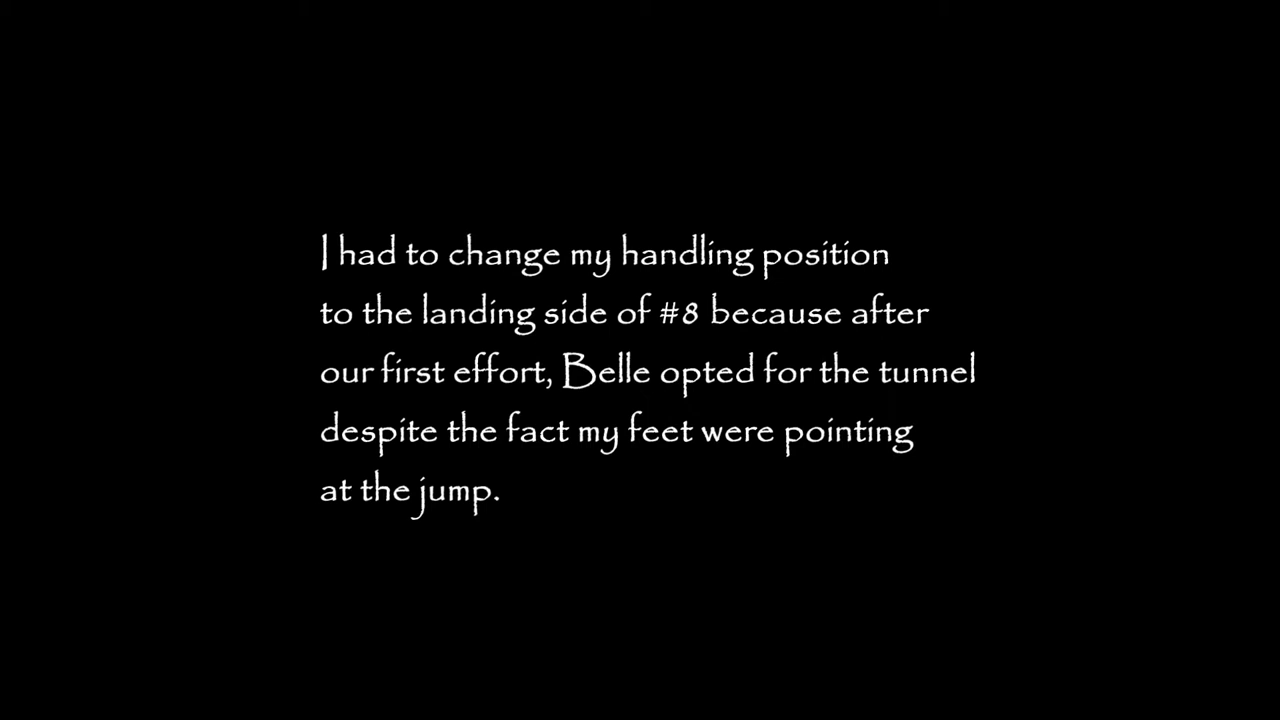 I had to change my handling position
to the landing side of #8 because after
our first effort, Belle opted for the tunnel
despite the fact my feet were pointing
at the jump.